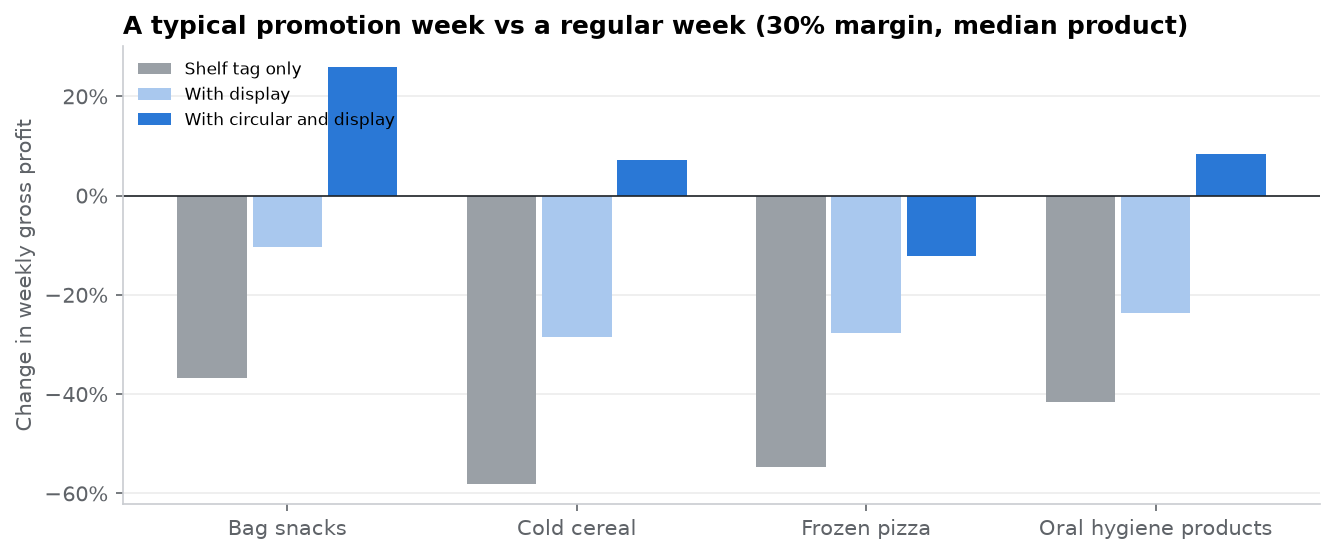 A typical promotion week vs a regular week (30% margin, median product)
Shelf tag only
With display
With circular and display
Change in weekly gross profit
20%
0%
−20%
−40%
−60%
Bag snacks
Cold cereal
Frozen pizza
Oral hygiene products